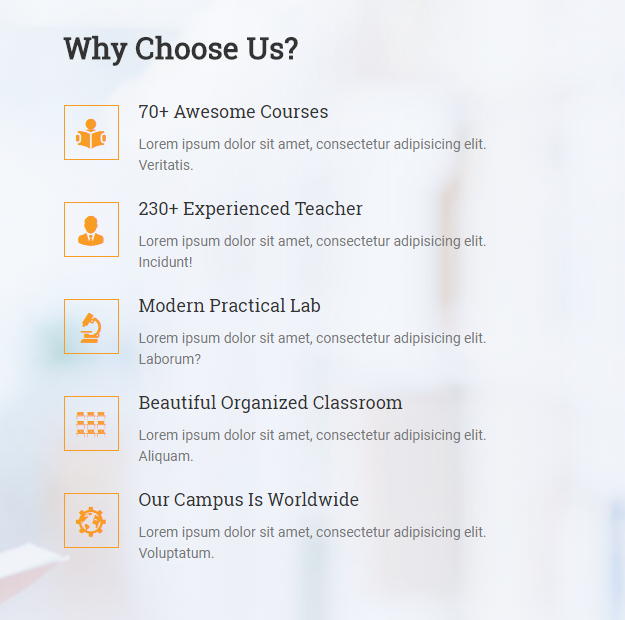 Why Choose Us?
70+ Awesome Courses
Lorem ipsum dolor sit amet, consectetur adipisicing elit.
Veritatis.
230+ Experienced Teacher
Lorem ipsum dolor sit amet, consectetur adipisicing elit.
Incidunt!
Modern Practical Lab
Lorem ipsum dolor sit amet, consectetur adipisicing elit.
Laborum?
Beautiful Organized Classroom
Lorem ipsum dolor sit amet, consectetur adipisicing elit.
Aliquam.
Our Campus Is Worldwide
Lorem ipsum dolor sit amet, consectetur adipisicing elit.
Voluptatum.